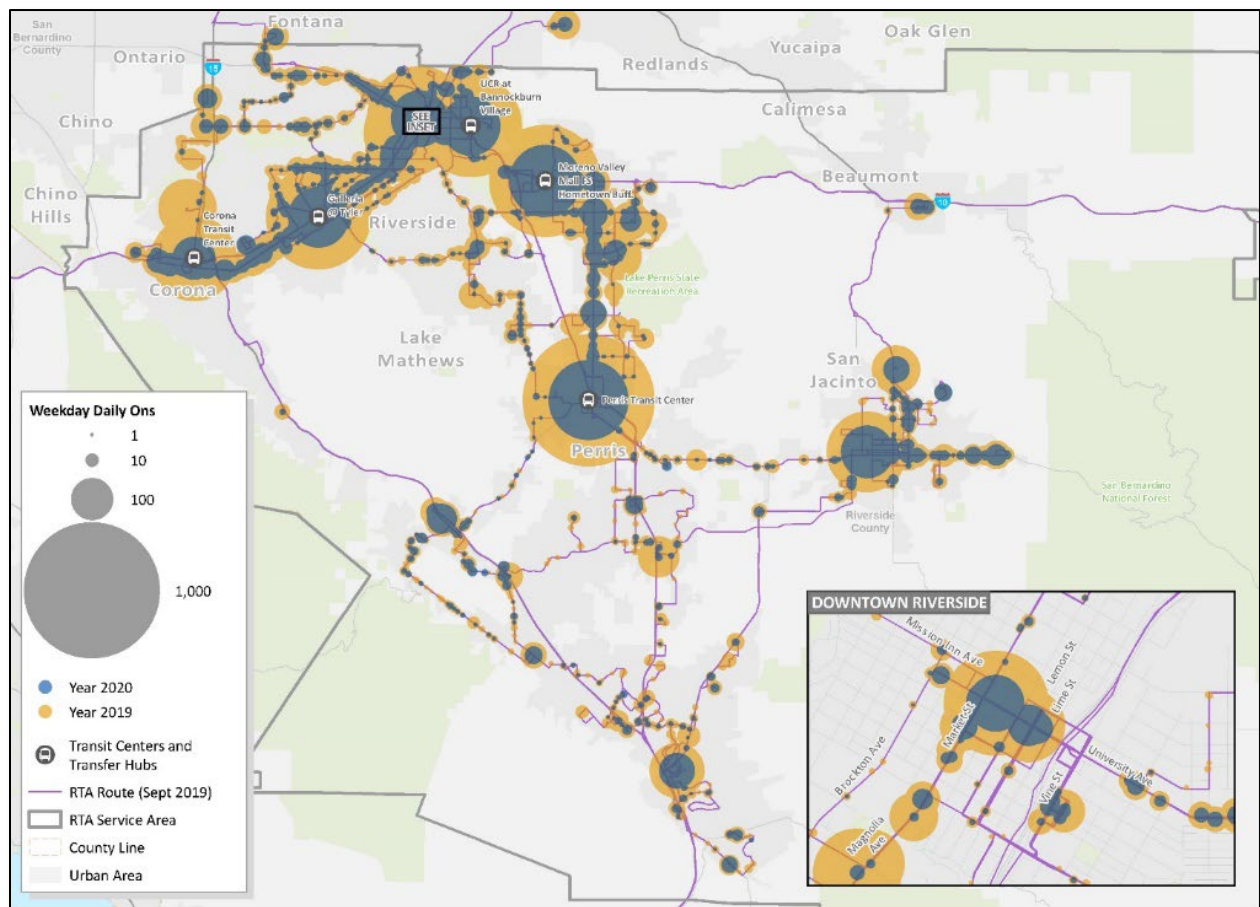 Fontana
San
Bernardino
County
Ontario
15
Oak Glen
Yucaipa
Redlands
Calimesa
Chino
SEE
INSET
UCR at
Bannockburn
Village
Chino
Hills
Moreno Valley
Mall FS
Hometown Buff.
Beaumont
10
Galleria
@ Tyler
Riverside
Corona
Transit
Center
Corona
Lake Perris State
Recreation Area
Lake
Mathews
San
Jacinto
Perris Transit Center
Perris
San Bernardino
National Forest
Riverside
County
Weekday Daily Ons
1
10
100
1,000
Year 2020
Year 2019
Transit Centers and
Transfer Hubs
RTA Route (Sept 2019)
RTA Service Area
County Line
Urban Area
DOWNTOWN RIVERSIDE
Mission Inn Ave
Lemon St
Lime St
Market St
Brockton Ave
University Ave
Vine St
Magnolia
Ave